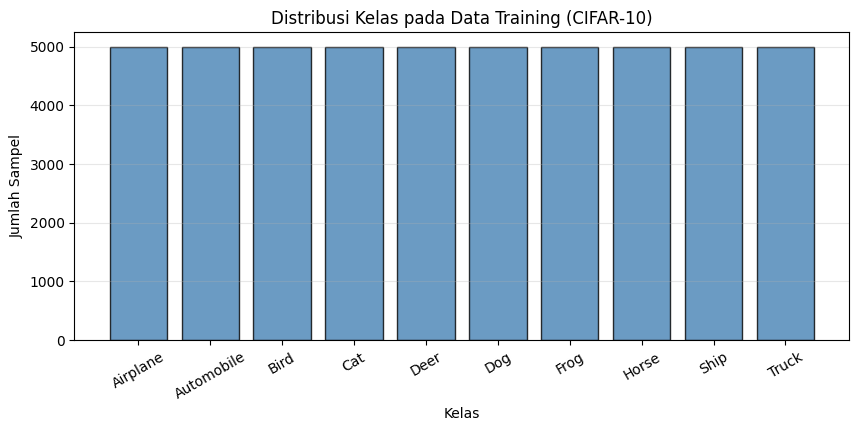 Distribusi Kelas pada Data Training (CIFAR-10)
Jumlah Sampel
5000
4000
3000
2000
1000
0
Airplane
Automobile
Bird
Cat
Deer
Dog
Frog
Horse
Ship
Truck
Kelas